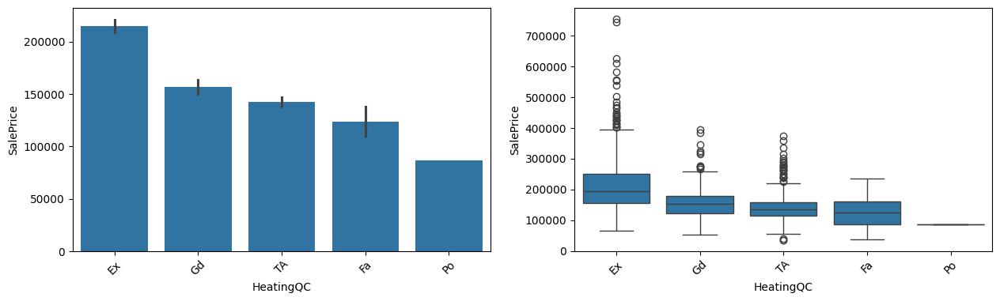 200000
150000
100000
50000
0
SalePrice
Ex
Gd
TA
Fa
Po
HeatingQC
700000
600000
500000
400000
300000
200000
100000
0
SalePrice
Ex
Gd
TA
Fa
Po
HeatingQC